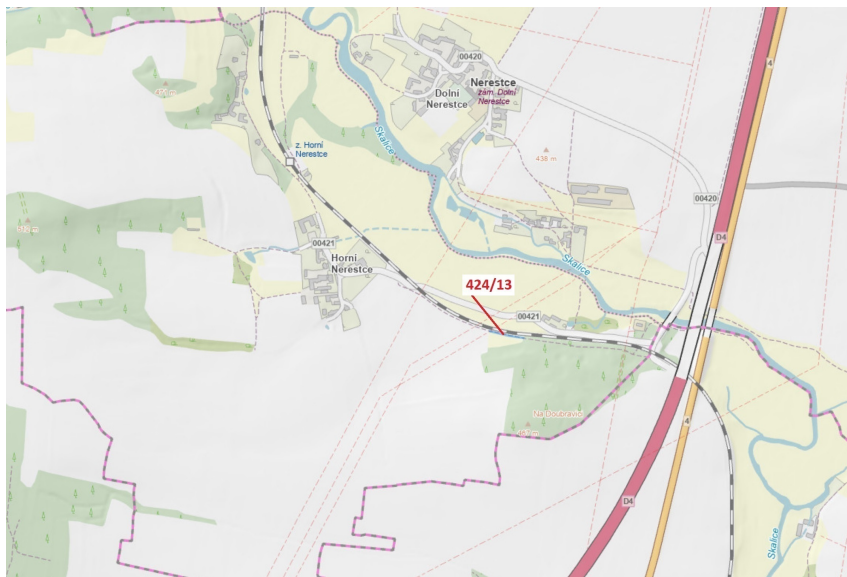 4
00420
Nerestce
zám. Dolní
Nerestce
Dolní
Nerestce
Skalice
z. Horní
Nerestce
438 m
00420
D4
00421
Horní
Nerestce
Skalice
424/13
00421
Na Doubravici
4
D4
Skalice